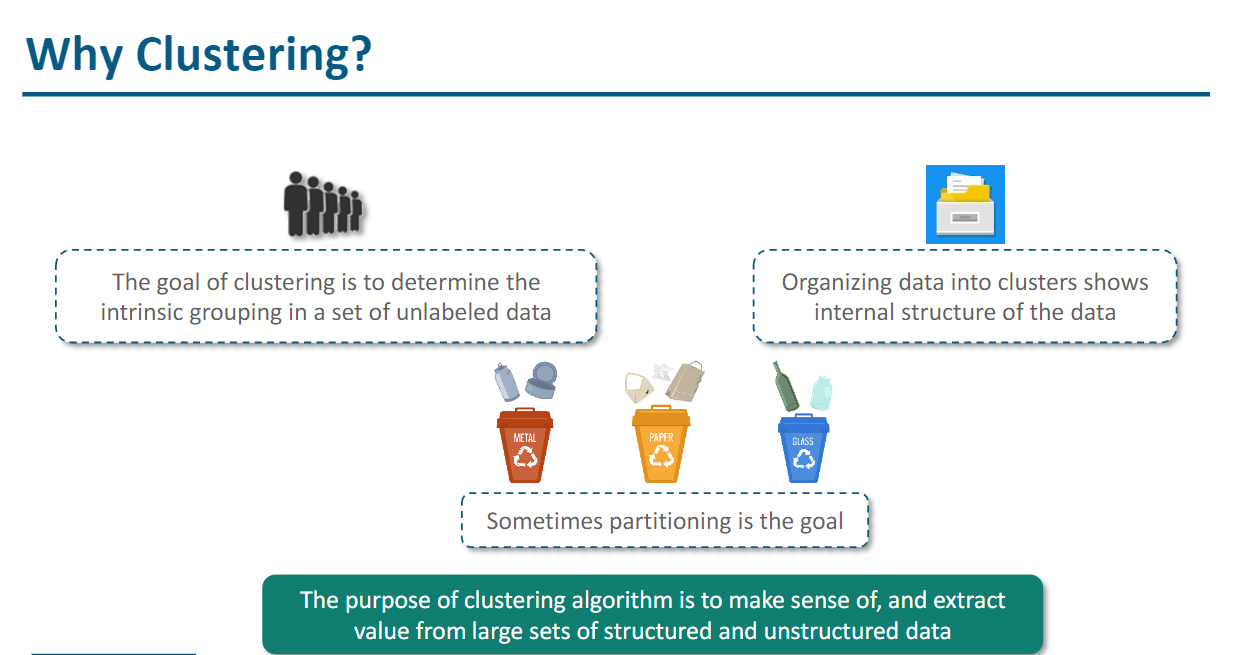 Why Clustering?
The goal of clustering is to determine the
intrinsic grouping in a set of unlabeled data
Organizing data into clusters shows
internal structure of the data
METAL
PAPER
GLASS
Sometimes partitioning is the goal
The purpose of clustering algorithm is to make sense of, and extract
value from large sets of structured and unstructured data